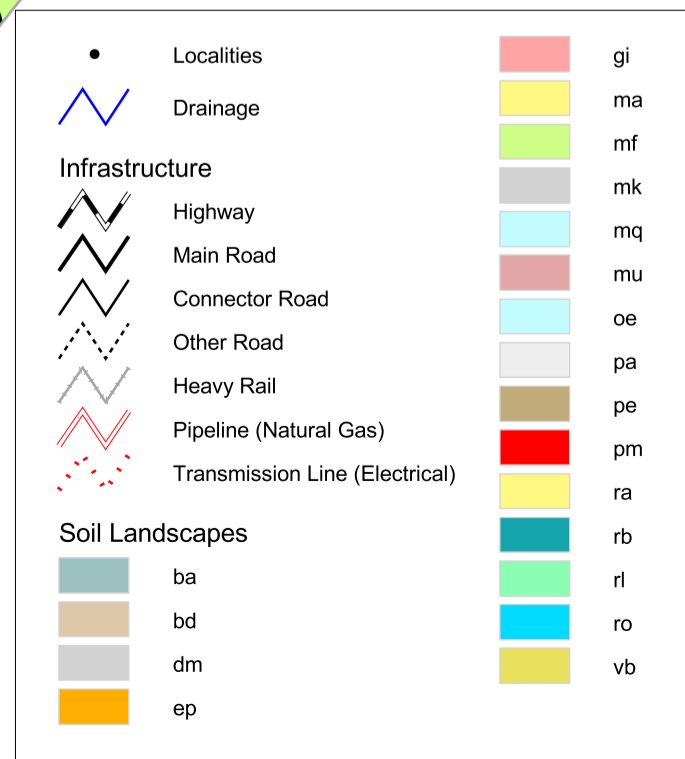 Localities
Drainage
Infrastructure
Highway
Main Road
Connector Road
Other Road
Heavy Rail
Pipeline (Natural Gas)
Transmission Line (Electrical)
Soil Landscapes
ba
bd
dm
ep
gi
ma
mf
mk
mq
mu
oe
pa
pe
pm
ra
rb
rl
ro
vb